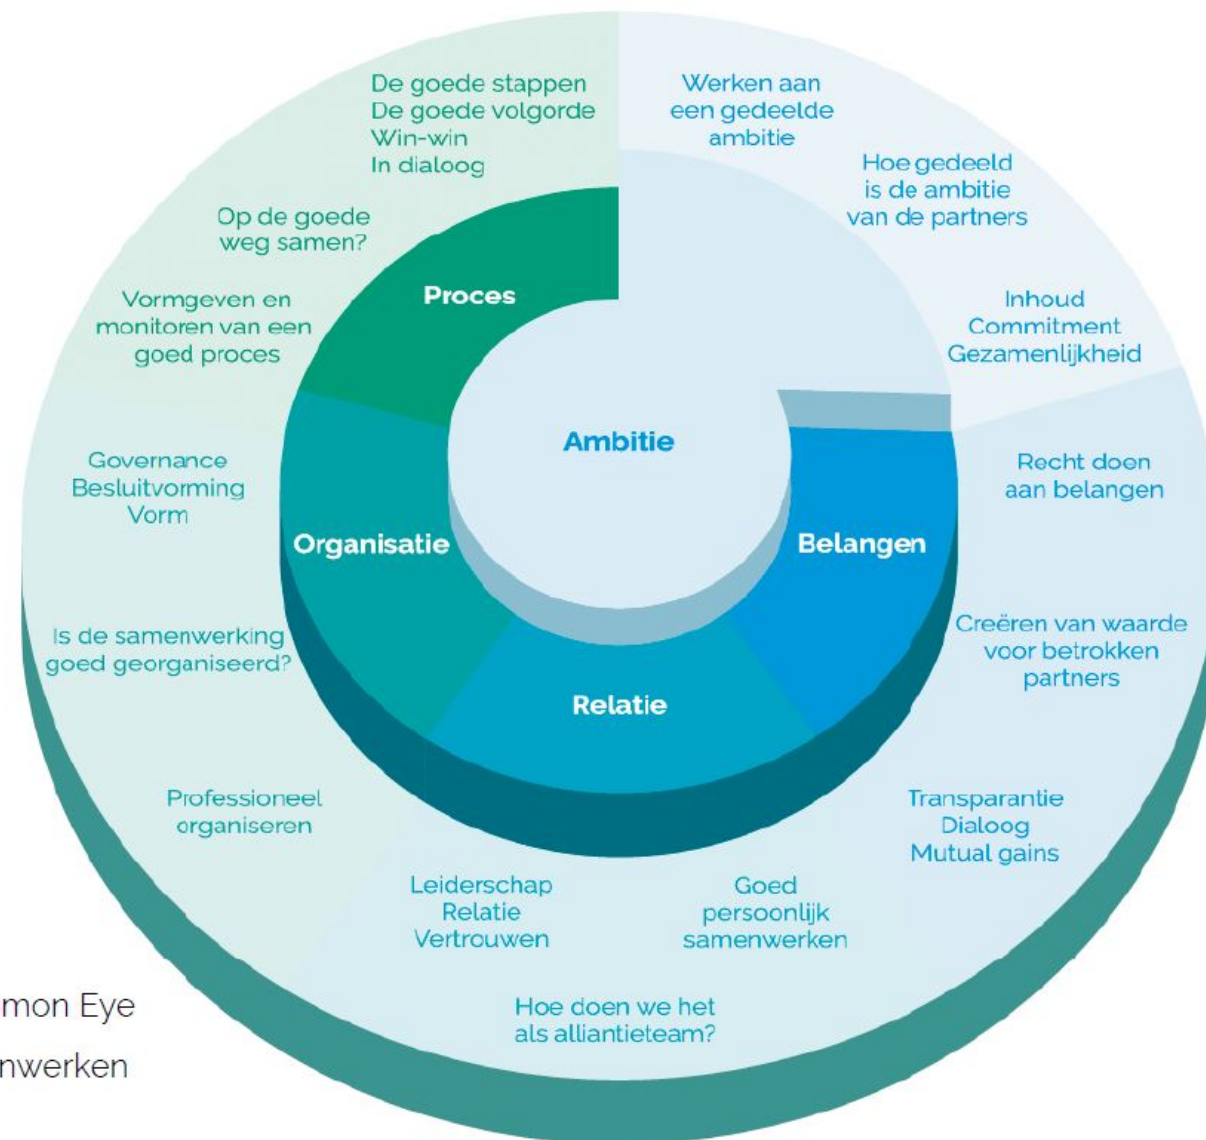 De goede stappen
De goede volgorde
Win-win
In dialoog
Op de goede
weg samen?
Vormgeven en
monitoren van een
goed proces
Proces
Werken aan
een gedeelde
ambitie
Hoe gedeeld
is de ambitie
van de partners
Inhoud
Commitment
Gezamenlijkheid
Ambitie
Recht doen
aan belangen
Creëren van waarde
voor betrokken
partners
Transparantie
Dialoog
Mutual gains
Belangen
Relatie
Goed
persoonlijk
samenwerken
Leiderschap
Relatie
Vertrouwen
Hoe doen we het
als alliantieteam?
Organisatie
Governance
Besluitvorming
Vorm
Is de samenwerking
goed georganiseerd?
Professioneel
organiseren
mon Eye
nwerken